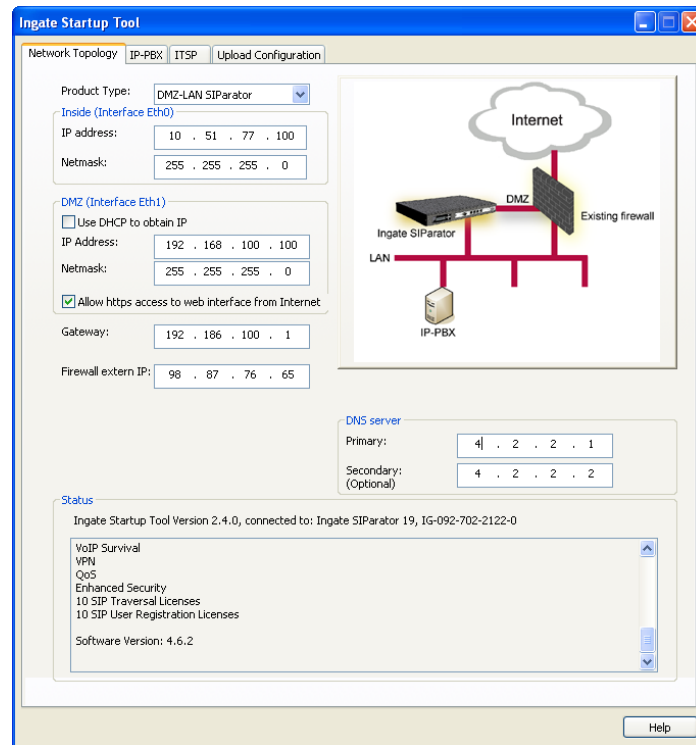 Ingate Startup Tool
Network Topology IP-PBX ITSP Upload Configuration
Product Type: DMZ-LAN SIParator
Inside (Interface Eth0)
IP address: 10 . 51 . 77 . 100
Netmask: 255 . 255 . 255 . 0
DMZ (Interface Eth1)
Use DHCP to obtain IP
IP Address: 192 . 168 . 100 . 100
Netmask: 255 . 255 . 255 . 0
Allow https access to web interface from Internet
Gateway: 192 . 186 . 100 . 1
Firewall extern IP: 98 . 87 . 76 . 65
Internet
DMZ
Existing firewall
Ingate SIParator
LAN
IP-PBX
DNS server
Primary: 4 . 2 . 2 . 1
Secondary: 4 . 2 . 2 . 2
(Optional)
Status
Ingate Startup Tool Version 2.4.0, connected to: Ingate SIParator 19, IG-092-702-2122-0
VoIP Survival
VPN
QoS
Enhanced Security
10 SIP Traversal Licenses
10 SIP User Registration Licenses
Software Version: 4.6.2
Help